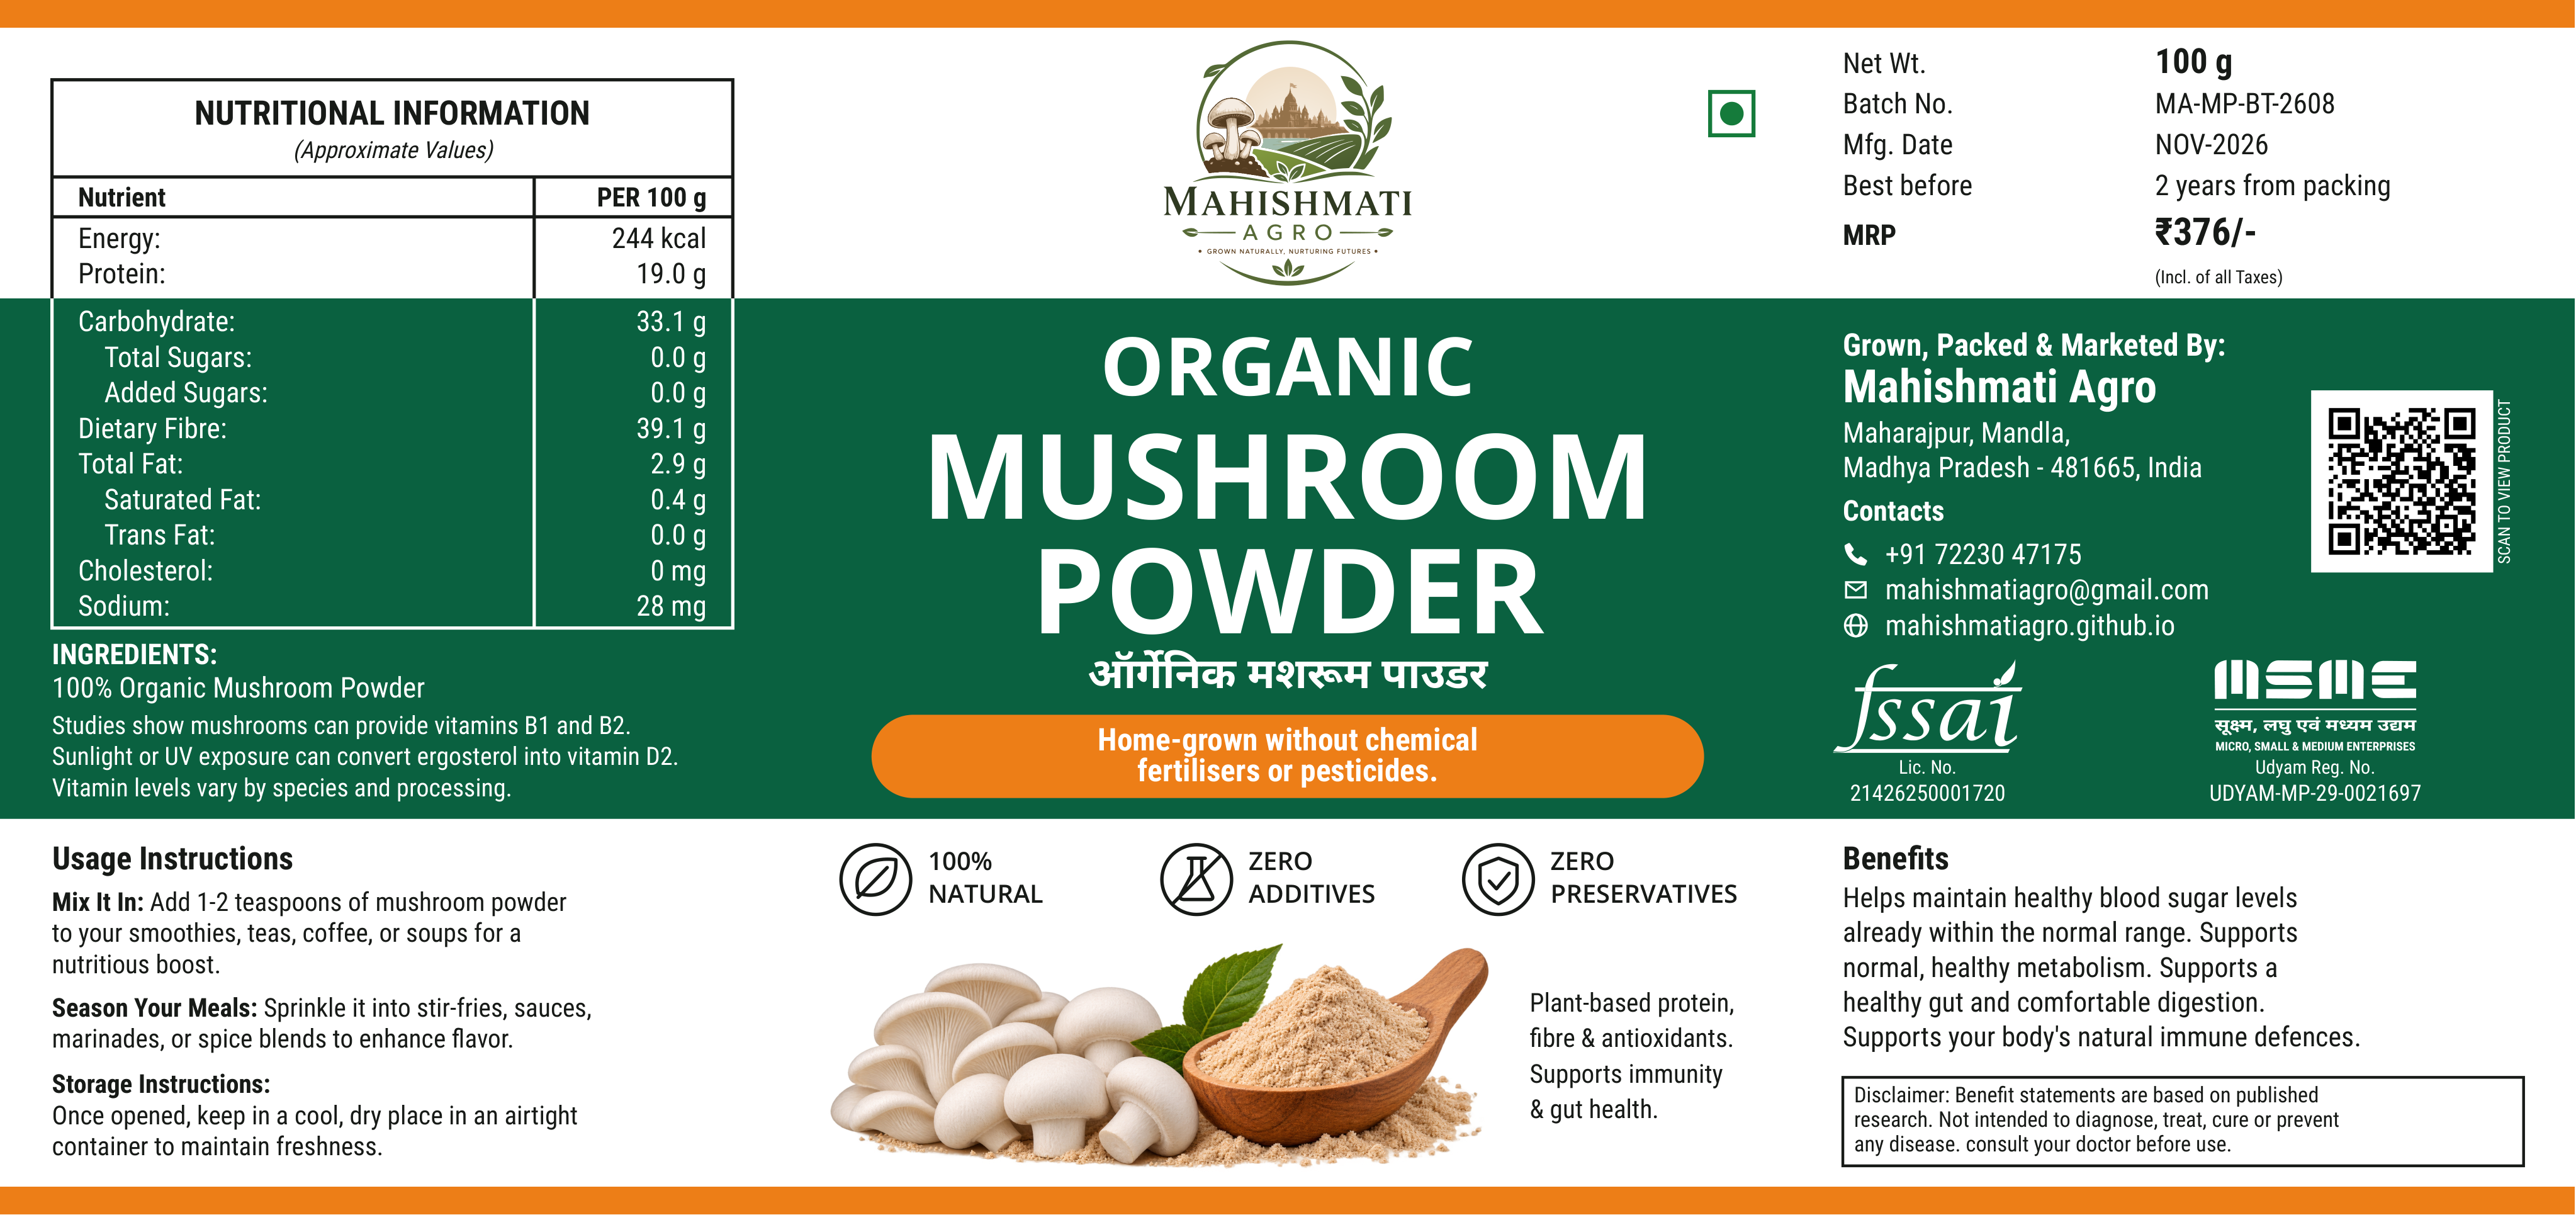 NUTRITIONAL INFORMATION
(Approximate Values)
Nutrient PER 100 g
Energy: 244 kcal
Protein: 19.0 g
Carbohydrate: 33.1 g
Total Sugars: 0.0 g
Added Sugars: 0.0 g
Dietary Fibre: 39.1 g
Total Fat: 2.9 g
Saturated Fat: 0.4 g
Trans Fat: 0.0 g
Cholesterol: 0 mg
Sodium: 28 mg
INGREDIENTS:
100% Organic Mushroom Powder
Studies show mushrooms can provide vitamins B1 and B2.
Sunlight or UV exposure can convert ergosterol into vitamin D2.
Vitamin levels vary by species and processing.
Usage Instructions
Mix It In: Add 1-2 teaspoons of mushroom powder
to your smoothies, teas, coffee, or soups for a
nutritious boost.
Season Your Meals: Sprinkle it into stir-fries, sauces,
marinades, or spice blends to enhance flavor.
Storage Instructions:
Once opened, keep in a cool, dry place in an airtight
container to maintain freshness.
MAHISHMATI
AGRO
• GROWN NATURALLY, NURTURING FUTURES •
ORGANIC
MUSHROOM
POWDER
ऑर्गेनिक मशरूम पाउडर
Home-grown without chemical
fertilisers or pesticides.
100%
NATURAL
ZERO
ADDITIVES
ZERO
PRESERVATIVES
Plant-based protein,
fibre & antioxidants.
Supports immunity
& gut health.
Net Wt. 100 g
Batch No. MA-MP-BT-2608
Mfg. Date NOV-2026
Best before 2 years from packing
MRP ₹376/-
(Incl. of all Taxes)
Grown, Packed & Marketed By:
Mahishmati Agro
Maharajpur, Mandla,
Madhya Pradesh - 481665, India
Contacts
+91 72230 47175
mahishmatiagro@gmail.com
mahishmatiagro.github.io
SCAN TO VIEW PRODUCT
fssai
Lic. No.
21426250001720
MSME
सूक्ष्म, लघु एवं मध्यम उद्यम
MICRO, SMALL & MEDIUM ENTERPRISES
Udyam Reg. No.
UDYAM-MP-29-0021697
Benefits
Helps maintain healthy blood sugar levels
already within the normal range. Supports
normal, healthy metabolism. Supports a
healthy gut and comfortable digestion.
Supports your body's natural immune defences.
Disclaimer: Benefit statements are based on published
research. Not intended to diagnose, treat, cure or prevent
any disease. consult your doctor before use.